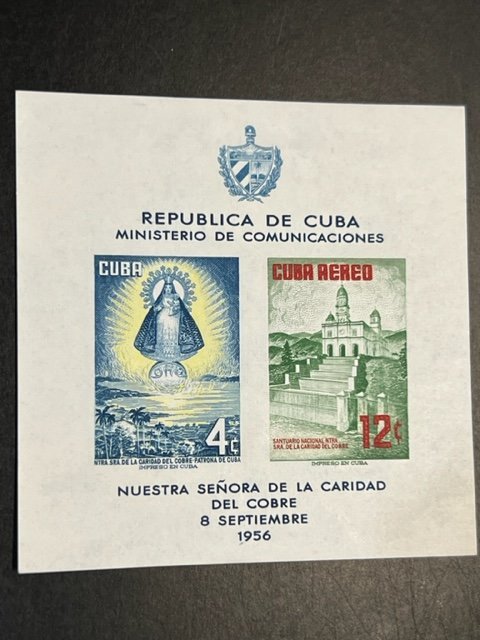 REPUBLICA DE CUBA
MINISTERIO DE COMUNICACIONES
CUBA
4¢
NTRA SRA. DE LA CARIDAD DEL COBRE-PATRONA DE CUBA
IMPRESO EN CUBA
CUBA AÉREO
12¢
SANTUARIO NACIONAL NTRA.
SRA. DE LA CARIDAD DEL COBRE
IMPRESO EN CUBA
NUESTRA SEÑORA DE LA CARIDAD
DEL COBRE
8 SEPTIEMBRE
1956